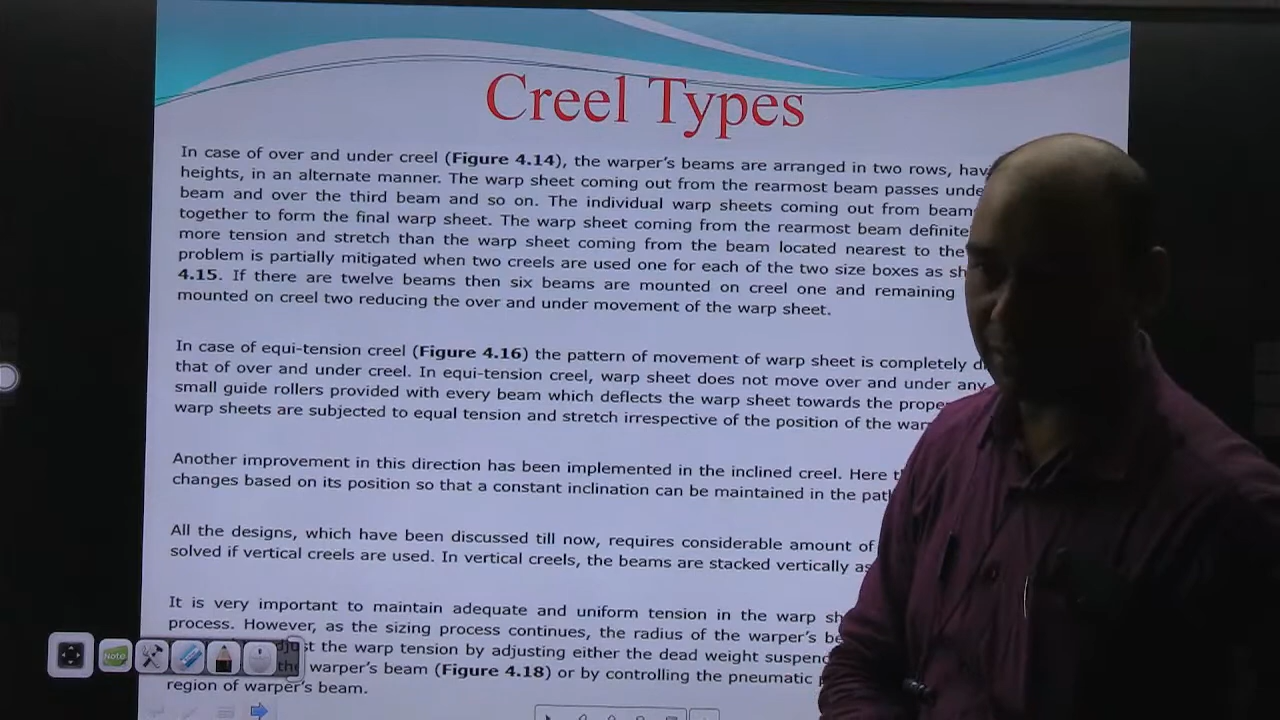 Creel Types
In case of over and under creel (Figure 4.14), the warper's beams are arranged in two rows,
heights, in an alternate manner. The warp sheet coming out from the rearmost beam passes
beam and over the third beam and so on. The individual warp sheets coming out from
together to form the final warp sheet. The warp sheet coming from the rearmost beam
more tension and stretch than the warp sheet coming from the beam located nearest to the
problem is partially mitigated when two creels are used one for each of the two size boxes as
4.15. If there are twelve beams then six beams are mounted on creel one and remaining
mounted on creel two reducing the over and under movement of the warp sheet.
In case of equi-tension creel (Figure 4.16) the pattern of movement of warp sheet is completely
that of over and under creel. In equi-tension creel, warp sheet does not move over and under any
small guide rollers provided with every beam which deflects the warp sheet towards the
warp sheets are subjected to equal tension and stretch irrespective of the position of the
Another improvement in this direction has been implemented in the inclined creel. Here
changes based on its position so that a constant inclination can be maintained in the
All the designs, which have been discussed till now, requires considerable amount of
solved if vertical creels are used. In vertical creels, the beams are stacked vertically
It is very important to maintain adequate and uniform tension in the warp
process. However, as the sizing process continues, the radius of the warper's
the warp tension by adjusting either the dead weight
warper's beam (Figure 4.18) or by controlling the pneumatic
region of warper's beam.
Note